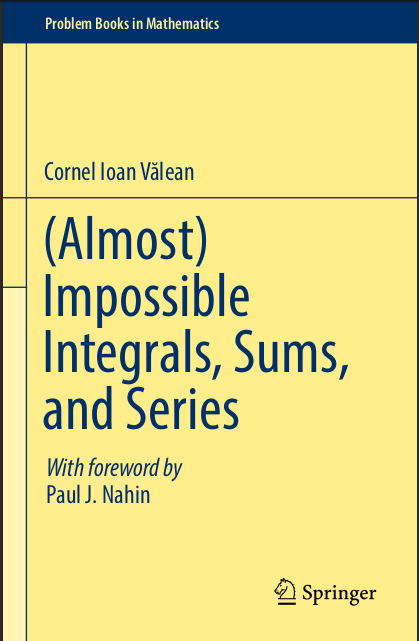 Problem Books in Mathematics
Cornel Ioan Vălean
(Almost)
Impossible
Integrals, Sums,
and Series
With foreword by
Paul J. Nahin
Springer